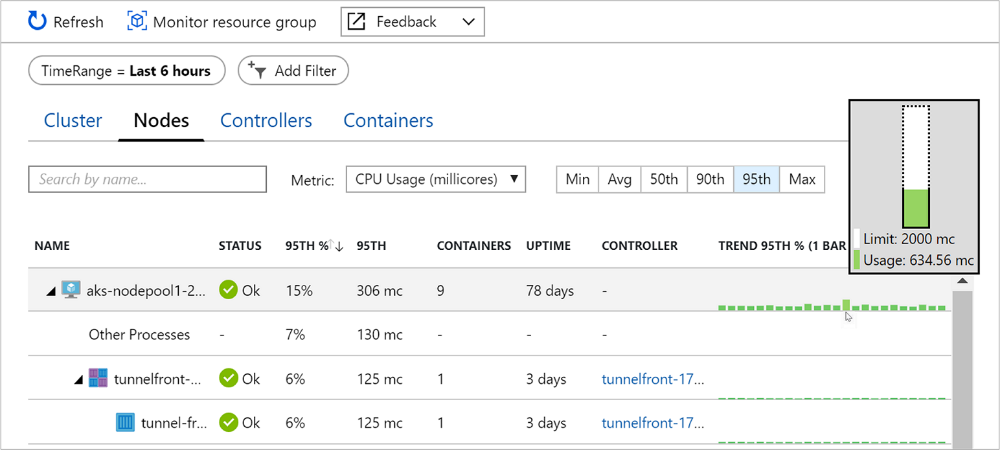 Refresh Monitor resource group Feedback
TimeRange = Last 6 hours Add Filter
Cluster Nodes Controllers Containers
Search by name... Metric: CPU Usage (millicores) Min Avg 50th 90th 95th Max
Limit: 2000 mc
Usage: 634.56 mc
NAME STATUS 95TH % 95TH CONTAINERS UPTIME CONTROLLER TREND 95TH % (1 BAR
aks-nodepool1-2... Ok 15% 306 mc 9 78 days -
Other Processes - 7% 130 mc - - -
tunnelfront-... Ok 6% 125 mc 1 3 days tunnelfront-17...
tunnel-fr... Ok 6% 125 mc 1 3 days tunnelfront-17...